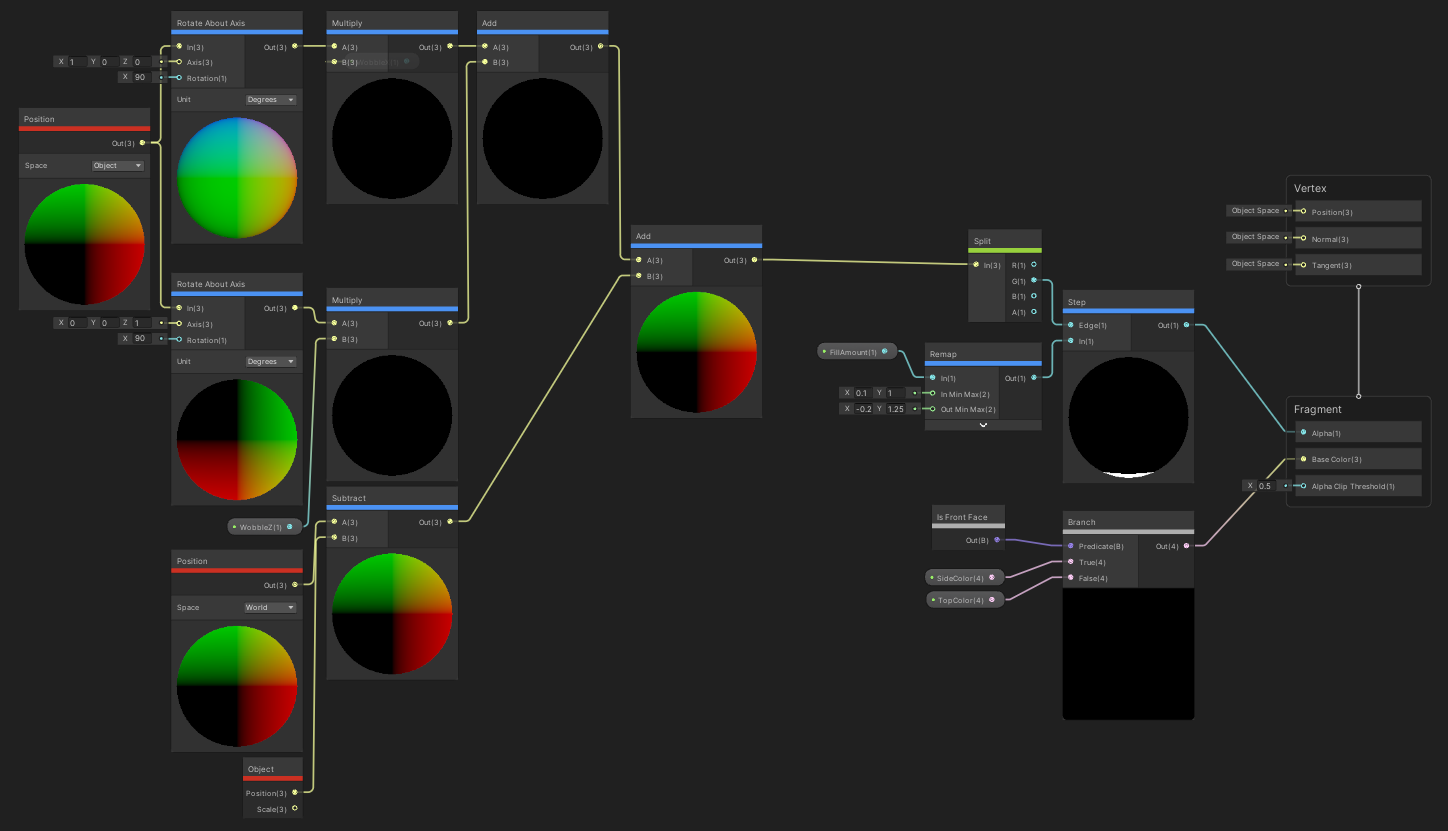 Rotate About Axis
In(3) Out(3)
X 1 Y 0 Z 0 Axis(3)
X 90 Rotation(1)
Unit Degrees
Multiply
A(3) Out(3)
B(3)
Add
A(3) Out(3)
B(3)
Position
Out(3)
Space Object
Rotate About Axis
In(3) Out(3)
X 0 Y 0 Z 1 Axis(3)
X 90 Rotation(1)
Unit Degrees
Multiply
A(3) Out(3)
B(3)
WobbleZ(1)
Subtract
A(3) Out(3)
B(3)
Position
Out(3)
Space World
Object
Position(3)
Scale(3)
Add
A(3) Out(3)
B(3)
Split
In(3) R(1)
G(1)
B(1)
A(1)
FillAmount(1)
Remap
In(1) Out(1)
X 0.1 Y 1 In Min Max(2)
X -0.2 Y 1.25 Out Min Max(2)
Step
Edge(1) Out(1)
In(1)
Is Front Face
Out(B)
SideColor(4)
TopColor(4)
Branch
Predicate(B) Out(4)
True(4)
False(4)
Vertex
Object Space Position(3)
Object Space Normal(3)
Object Space Tangent(3)
Fragment
Alpha(1)
Base Color(3)
X 0.5 Alpha Clip Threshold(1)